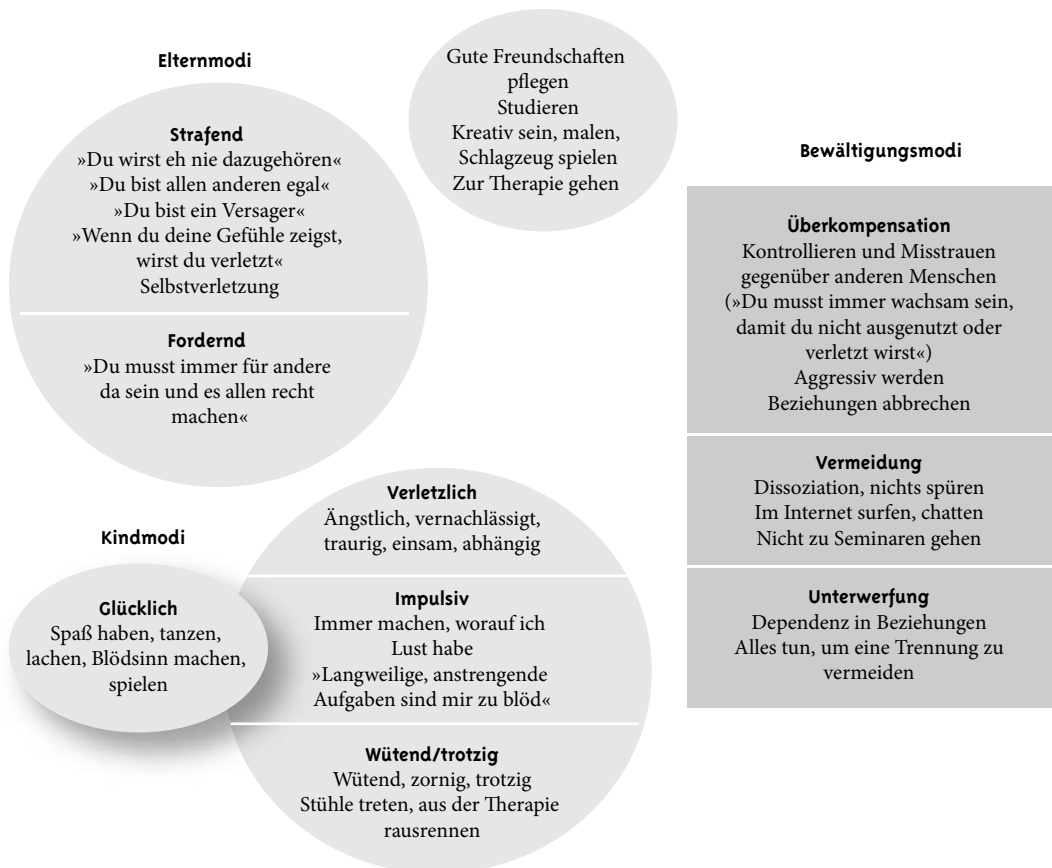 Elternmodi
Strafend
»Du wirst eh nie dazugehören«
»Du bist allen anderen egal«
»Du bist ein Versager«
»Wenn du deine Gefühle zeigst,
wirst du verletzt«
Selbstverletzung
Fordernd
»Du musst immer für andere
da sein und es allen recht
machen«
Gute Freundschaften
pflegen
Studieren
Kreativ sein, malen,
Schlagzeug spielen
Zur Therapie gehen
Bewältigungsmodi
Überkompensation
Kontrollieren und Misstrauen
gegenüber anderen Menschen
(»Du musst immer wachsam sein,
damit du nicht ausgenutzt oder
verletzt wirst«)
Aggressiv werden
Beziehungen abbrechen
Vermeidung
Dissoziation, nichts spüren
Im Internet surfen, chatten
Nicht zu Seminaren gehen
Unterwerfung
Dependenz in Beziehungen
Alles tun, um eine Trennung zu
vermeiden
Kindmodi
Glücklich
Spaß haben, tanzen,
lachen, Blödsinn machen,
spielen
Verletzlich
Ängstlich, vernachlässigt,
traurig, einsam, abhängig
Impulsiv
Immer machen, worauf ich
Lust habe
»Langweilige, anstrengende
Aufgaben sind mir zu blöd«
Wütend/trotzig
Wütend, zornig, trotzig
Stühle treten, aus der Therapie
rausrennen